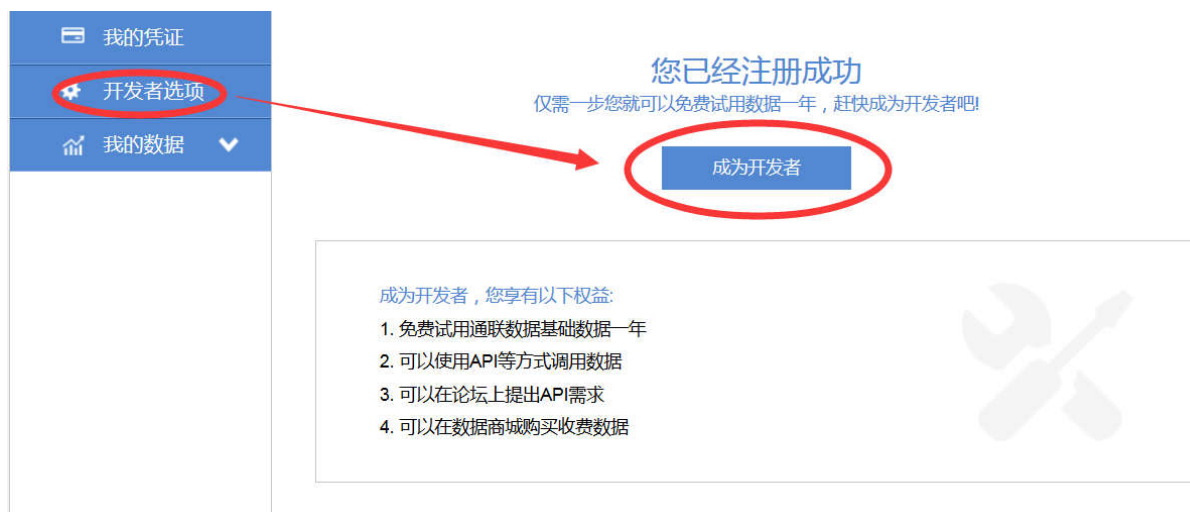 我的凭证
开发者选项
我的数据
您已经注册成功
仅需一步您就可以免费试用数据一年，赶快成为开发者吧!
成为开发者
成为开发者，您享有以下权益:
1. 免费试用通联数据基础数据一年
2. 可以使用API等方式调用数据
3. 可以在论坛上提出API需求
4. 可以在数据商城购买收费数据